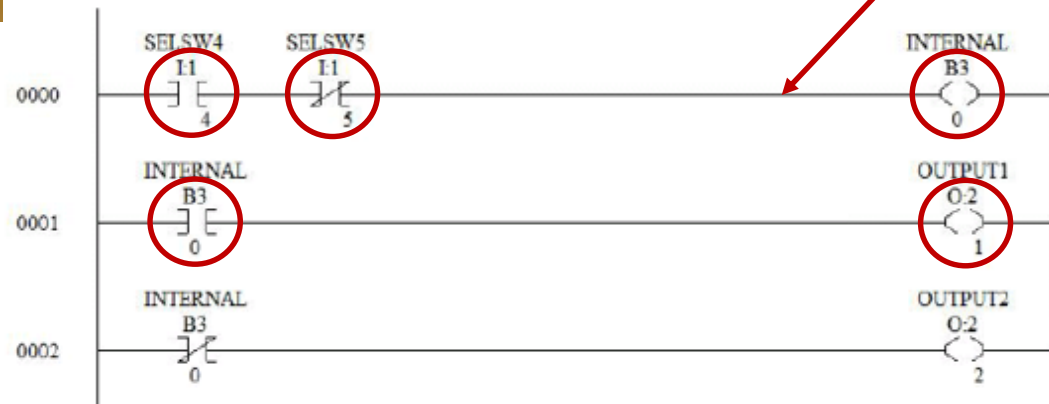 SELSW4 SELSW5 INTERNAL
I:1 I:1 B3
0000
4 5 0
INTERNAL OUTPUT1
B3 O:2
0001
0 1
INTERNAL OUTPUT2
B3 O:2
0002
0 2